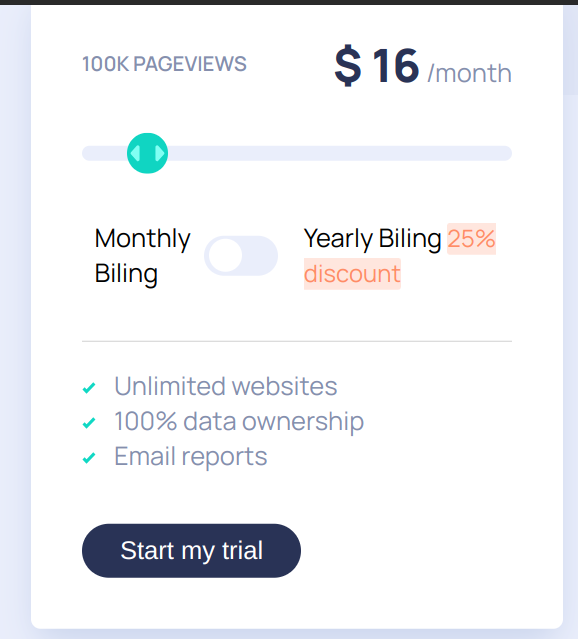 100K PAGEVIEWS
$ 16 /month
Monthly
Biling
Yearly Biling 25%
discount
Unlimited websites
100% data ownership
Email reports
Start my trial